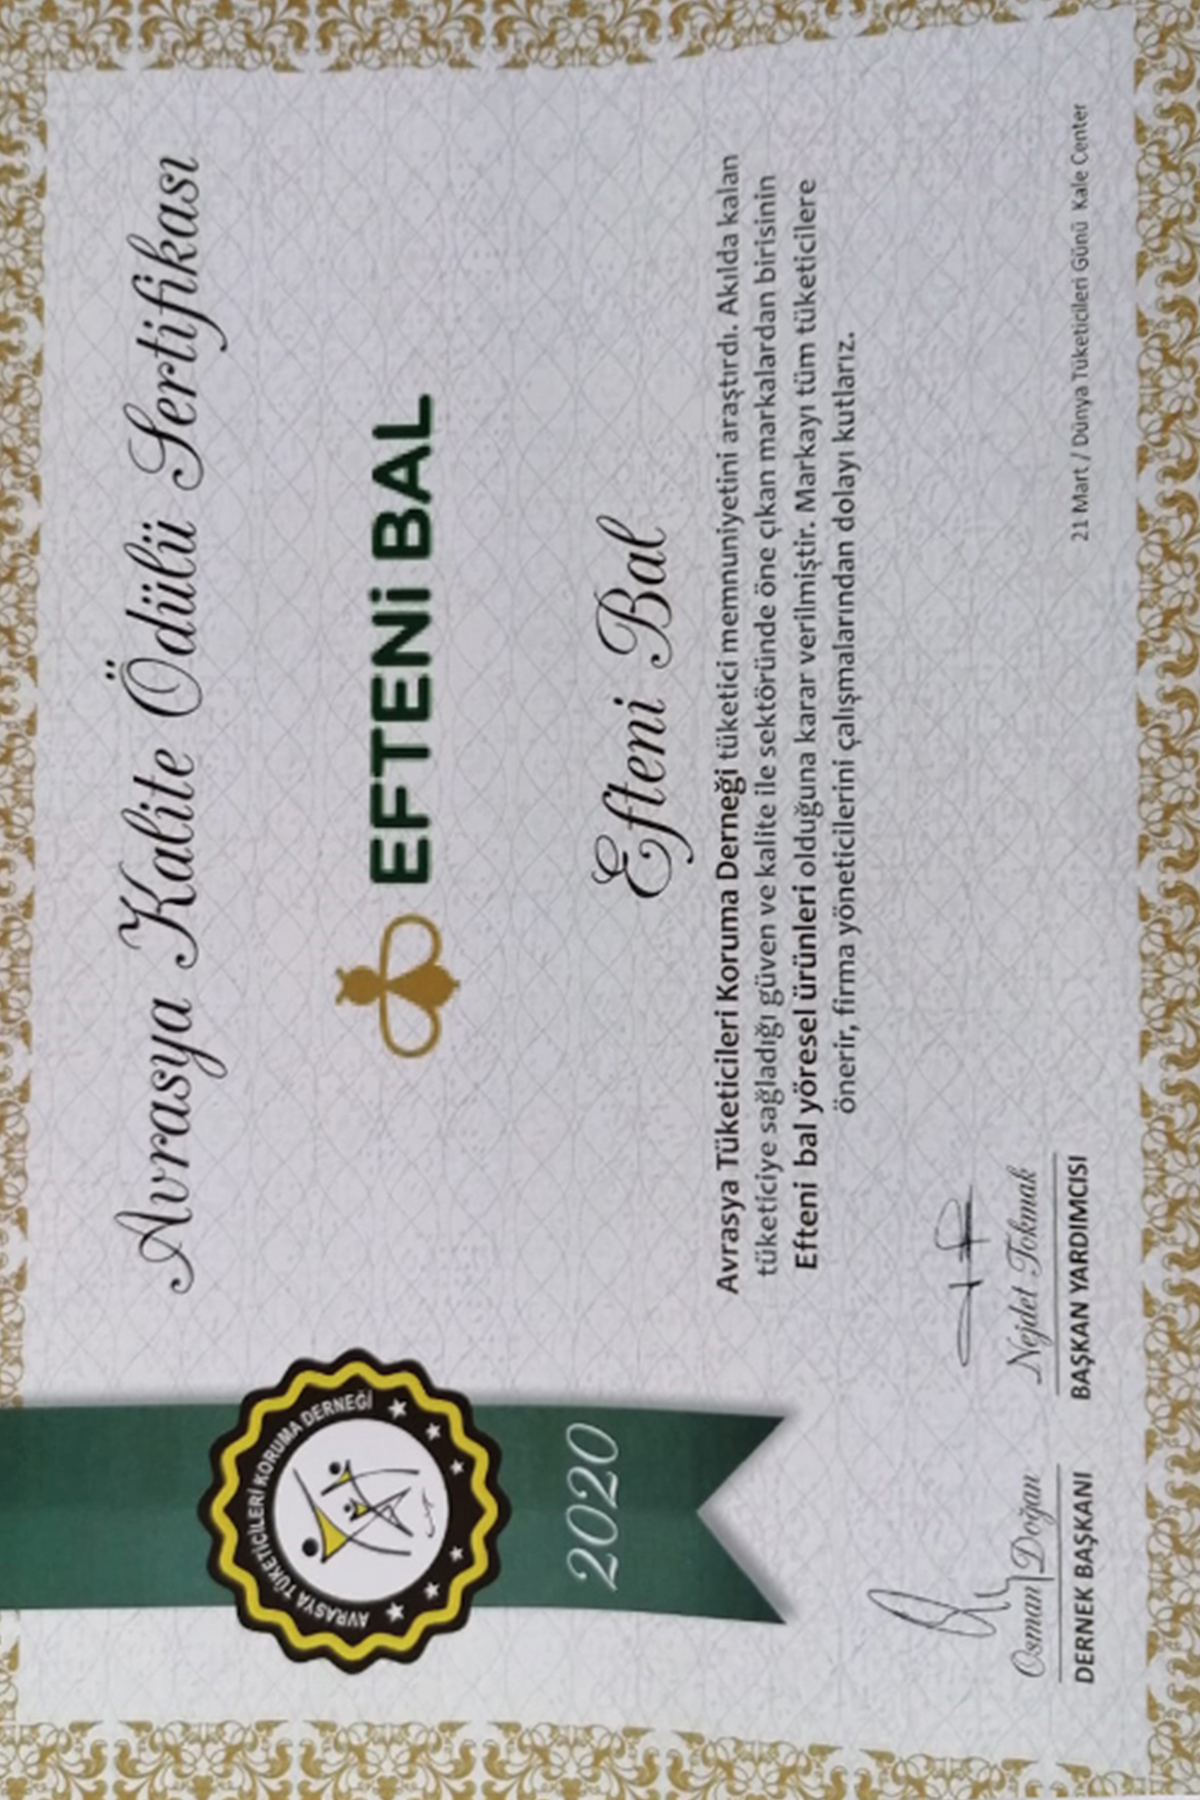 Avrasya Kalite Ödülü Sertifikası
EFTENİ BAL
Efteni Bal
Avrasya Tüketicileri Koruma Derneği tüketici memnuniyetini araştırdı. Akılda kalan
tüketiciye sağladığı güven ve kalite ile sektöründe öne çıkan markalardan birisinin
Efteni bal yöresel ürünleri olduğuna karar verilmiştir. Markayı tüm tüketicilere
önerir, firma yöneticilerini çalışmalarından dolayı kutlarız.
AVRASYA TÜKETİCİLERİ KORUMA DERNEĞİ
2020
Osman Doğan
DERNEK BAŞKANI
Nejdet Tokmak
BAŞKAN YARDIMCISI
21 Mart / Dünya Tüketicileri Günü Kale Center